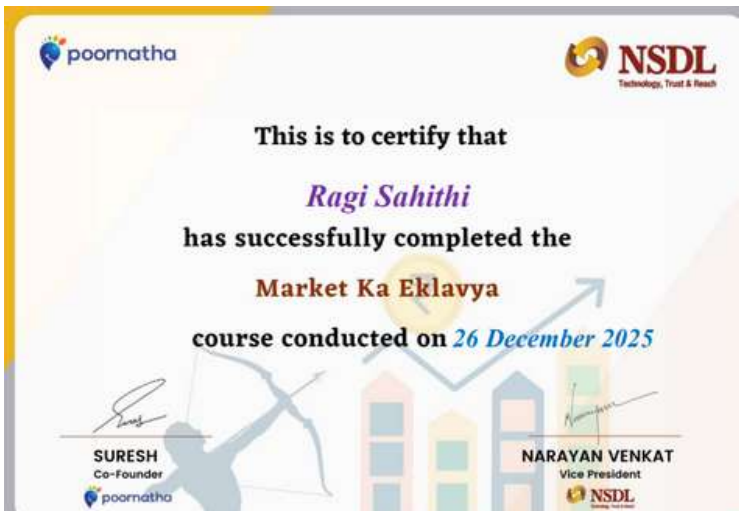 poornatha
NSDL
Technology, Trust & Reach
This is to certify that
Ragi Sahithi
has successfully completed the
Market Ka Eklavya
course conducted on 26 December 2025
SURESH
Co-Founder
poornatha
NARAYAN VENKAT
Vice President
NSDL